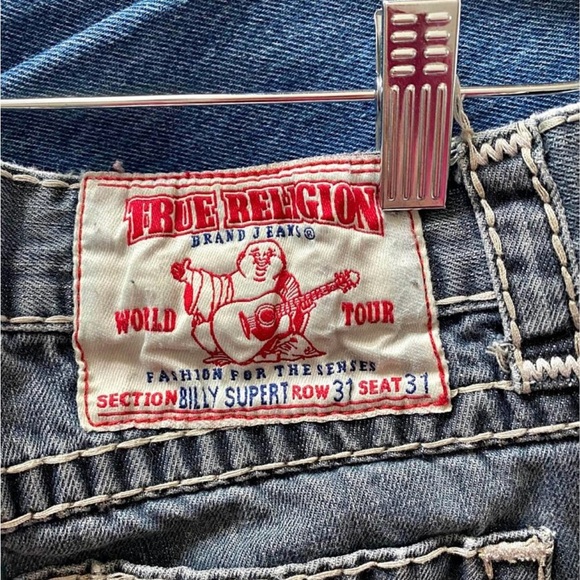 TRUE RELIGION
BRAND JEANS®
WORLD TOUR
FASHION FOR THE SENSES
SECTION BILLY SUPERT ROW 31 SEAT 31